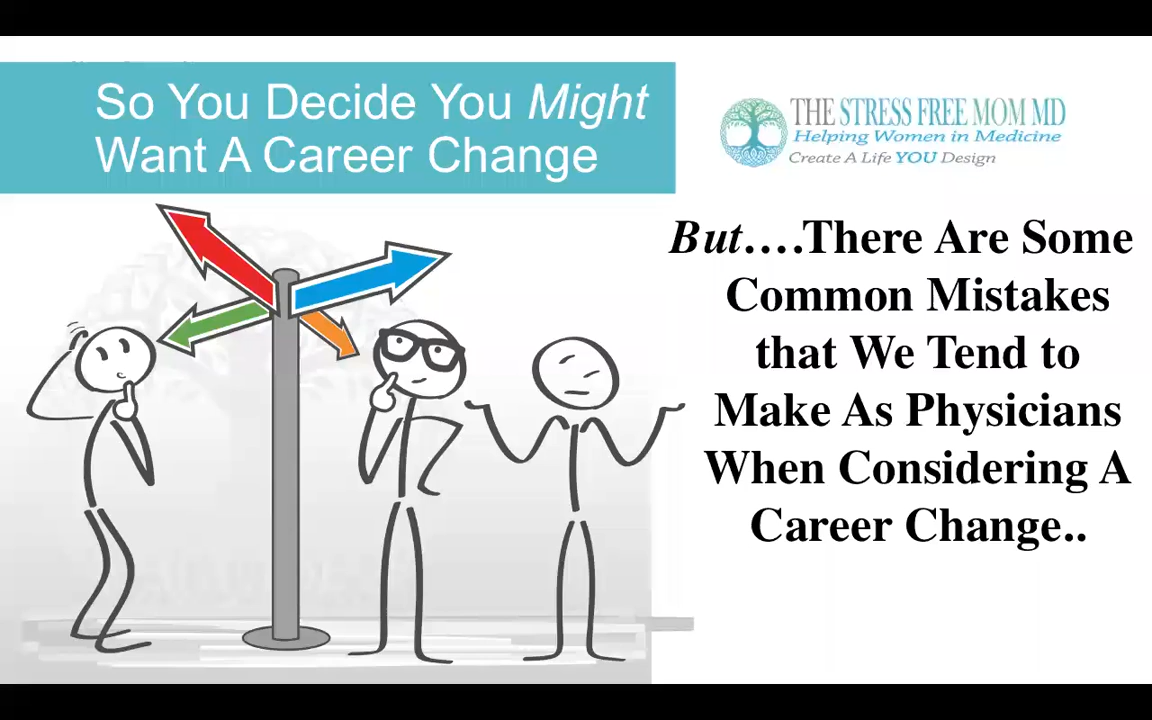 So You Decide You Might
Want A Career Change
THE STRESS FREE MOM MD
Helping Women in Medicine
Create A Life YOU Design
But….There Are Some
Common Mistakes
that We Tend to
Make As Physicians
When Considering A
Career Change..